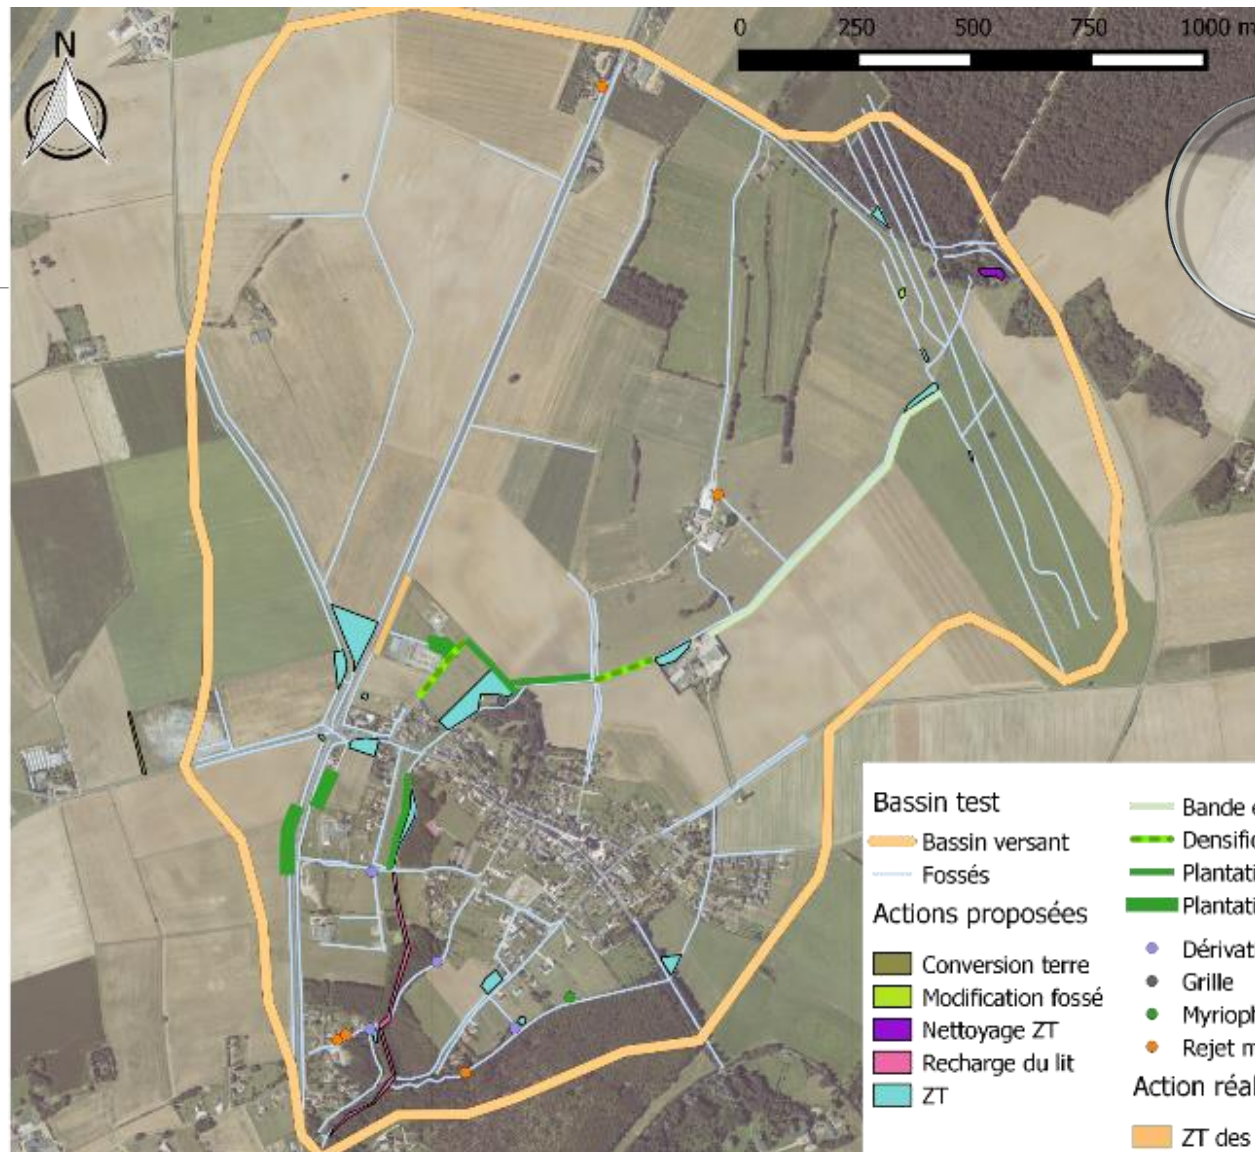 N
0 250 500 750 1000 m
Bassin test
Bassin versant
Fossés
Actions proposées
Conversion terre
Modification fossé
Nettoyage ZT
Recharge du lit
ZT
Bande
Densific
Plantati
Plantati
Dérivat
Grille
Myrioph
Rejet m
Action réal
ZT des